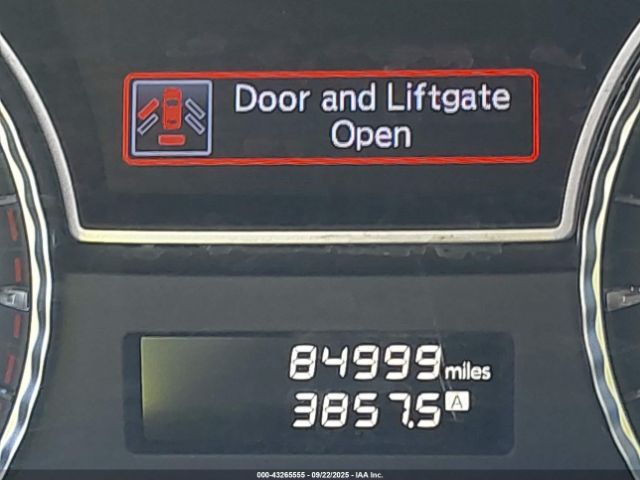 Door and Liftgate
Open
84999 miles
3857.5 A
000-43265555 - 09/22/2025 - IAA Inc.